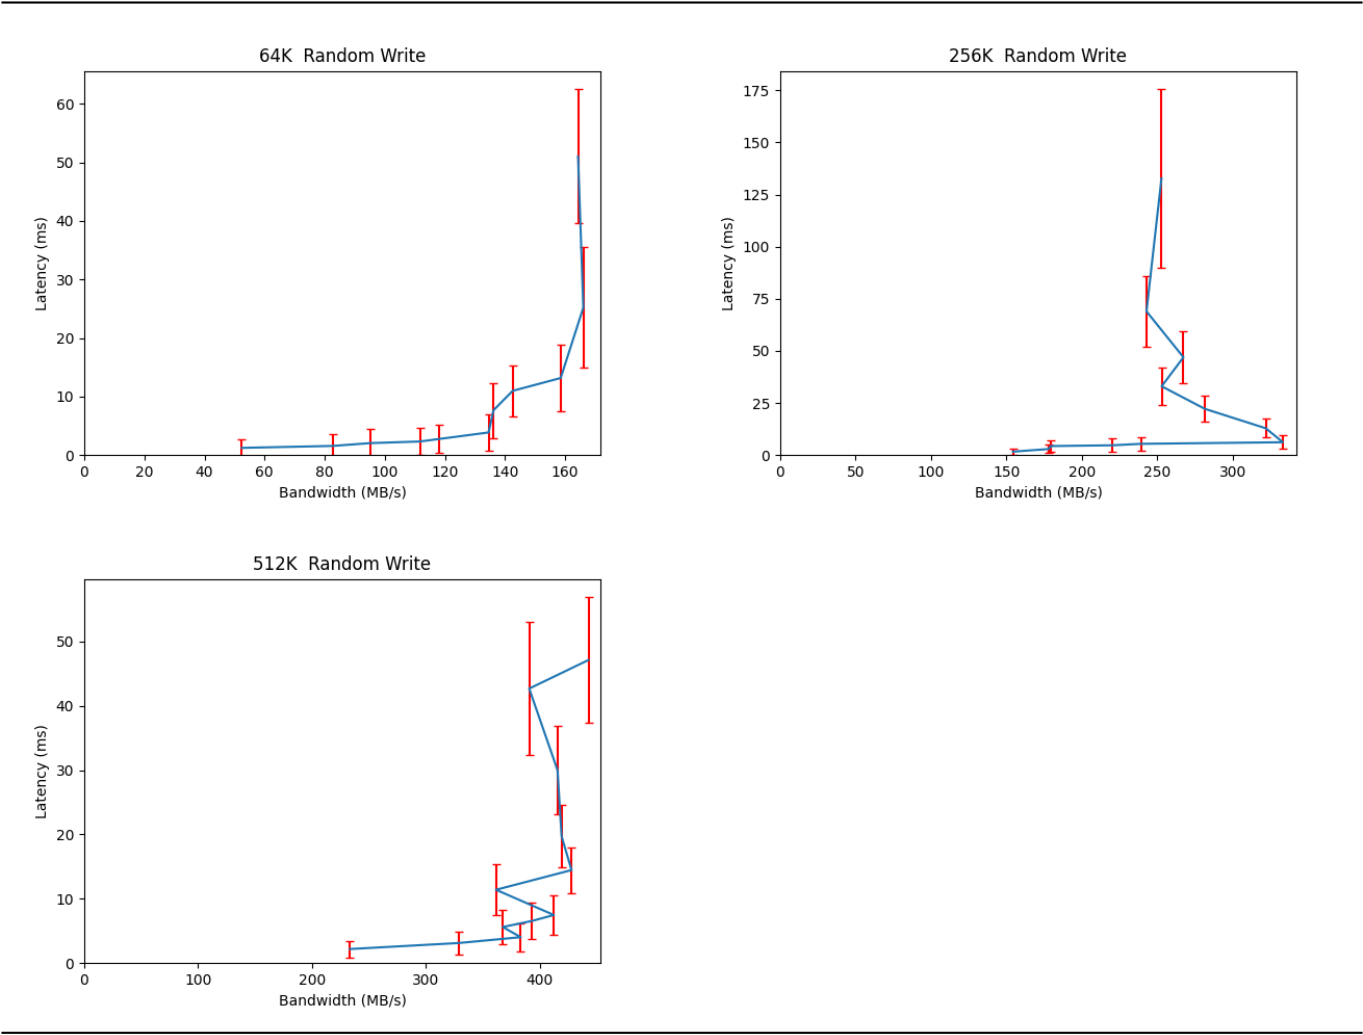 64K  Random Write
60
50
40
30
20
10
0
Latency (ms)
0 20 40 60 80 100 120 140 160
Bandwidth (MB/s)
256K  Random Write
175
150
125
100
75
50
25
0
Latency (ms)
0 50 100 150 200 250 300
Bandwidth (MB/s)
512K  Random Write
50
40
30
20
10
0
Latency (ms)
0 100 200 300 400
Bandwidth (MB/s)